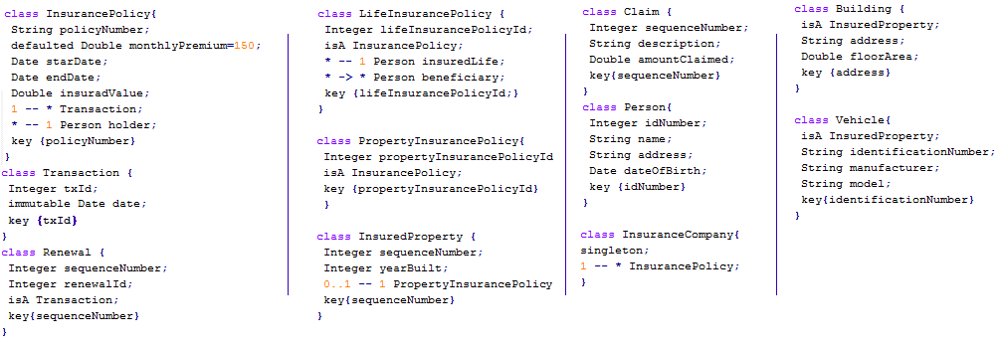 class InsurancePolicy{
String policyNumber;
defaulted Double monthlyPremium=150;
Date starDate;
Date endDate;
Double insuradValue;
1 -- * Transaction;
* -- 1 Person holder;
key {policyNumber}
}
class Transaction {
Integer txId;
immutable Date date;
key {txId}
}
class Renewal {
Integer sequenceNumber;
Integer renewalId;
isA Transaction;
key{sequenceNumber}
}
class LifeInsurancePolicy {
Integer lifeInsurancePolicyId;
isA InsurancePolicy;
* -- 1 Person insuredLife;
* -> * Person beneficiary;
key {lifeInsurancePolicyId;}
}
class PropertyInsurancePolicy{
Integer propertyInsurancePolicyId
isA InsurancePolicy;
key {propertyInsurancePolicyId}
}
class InsuredProperty {
Integer sequenceNumber;
Integer yearBuilt;
0..1 -- 1 PropertyInsurancePolicy
key{sequenceNumber}
}
class Claim {
Integer sequenceNumber;
String description;
Double amountClaimed;
key{sequenceNumber}
}
class Person{
Integer idNumber;
String name;
String address;
Date dateOfBirth;
key {idNumber}
}
class InsuranceCompany{
singleton;
1 -- * InsurancePolicy;
}
class Building {
isA InsuredProperty;
String address;
Double floorArea;
key {address}
}
class Vehicle{
isA InsuredProperty;
String identificationNumber;
String manufacturer;
String model;
key{identificationNumber}
}